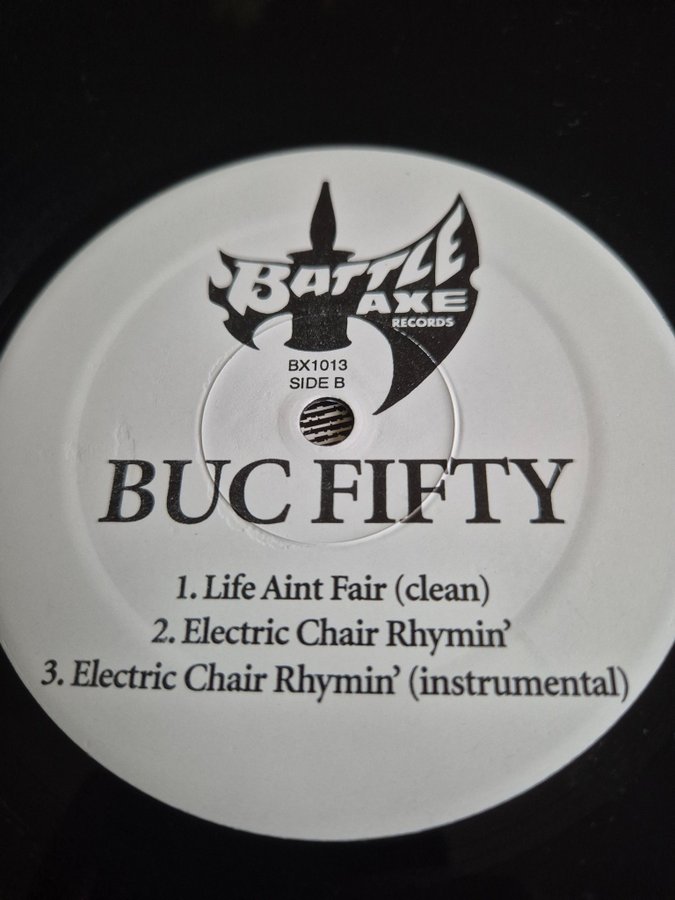 BATTLE
AXE
RECORDS
BX1013
SIDE B
BUC FIFTY
1. Life Aint Fair (clean)
2. Electric Chair Rhymin’
3. Electric Chair Rhymin’ (instrumental)